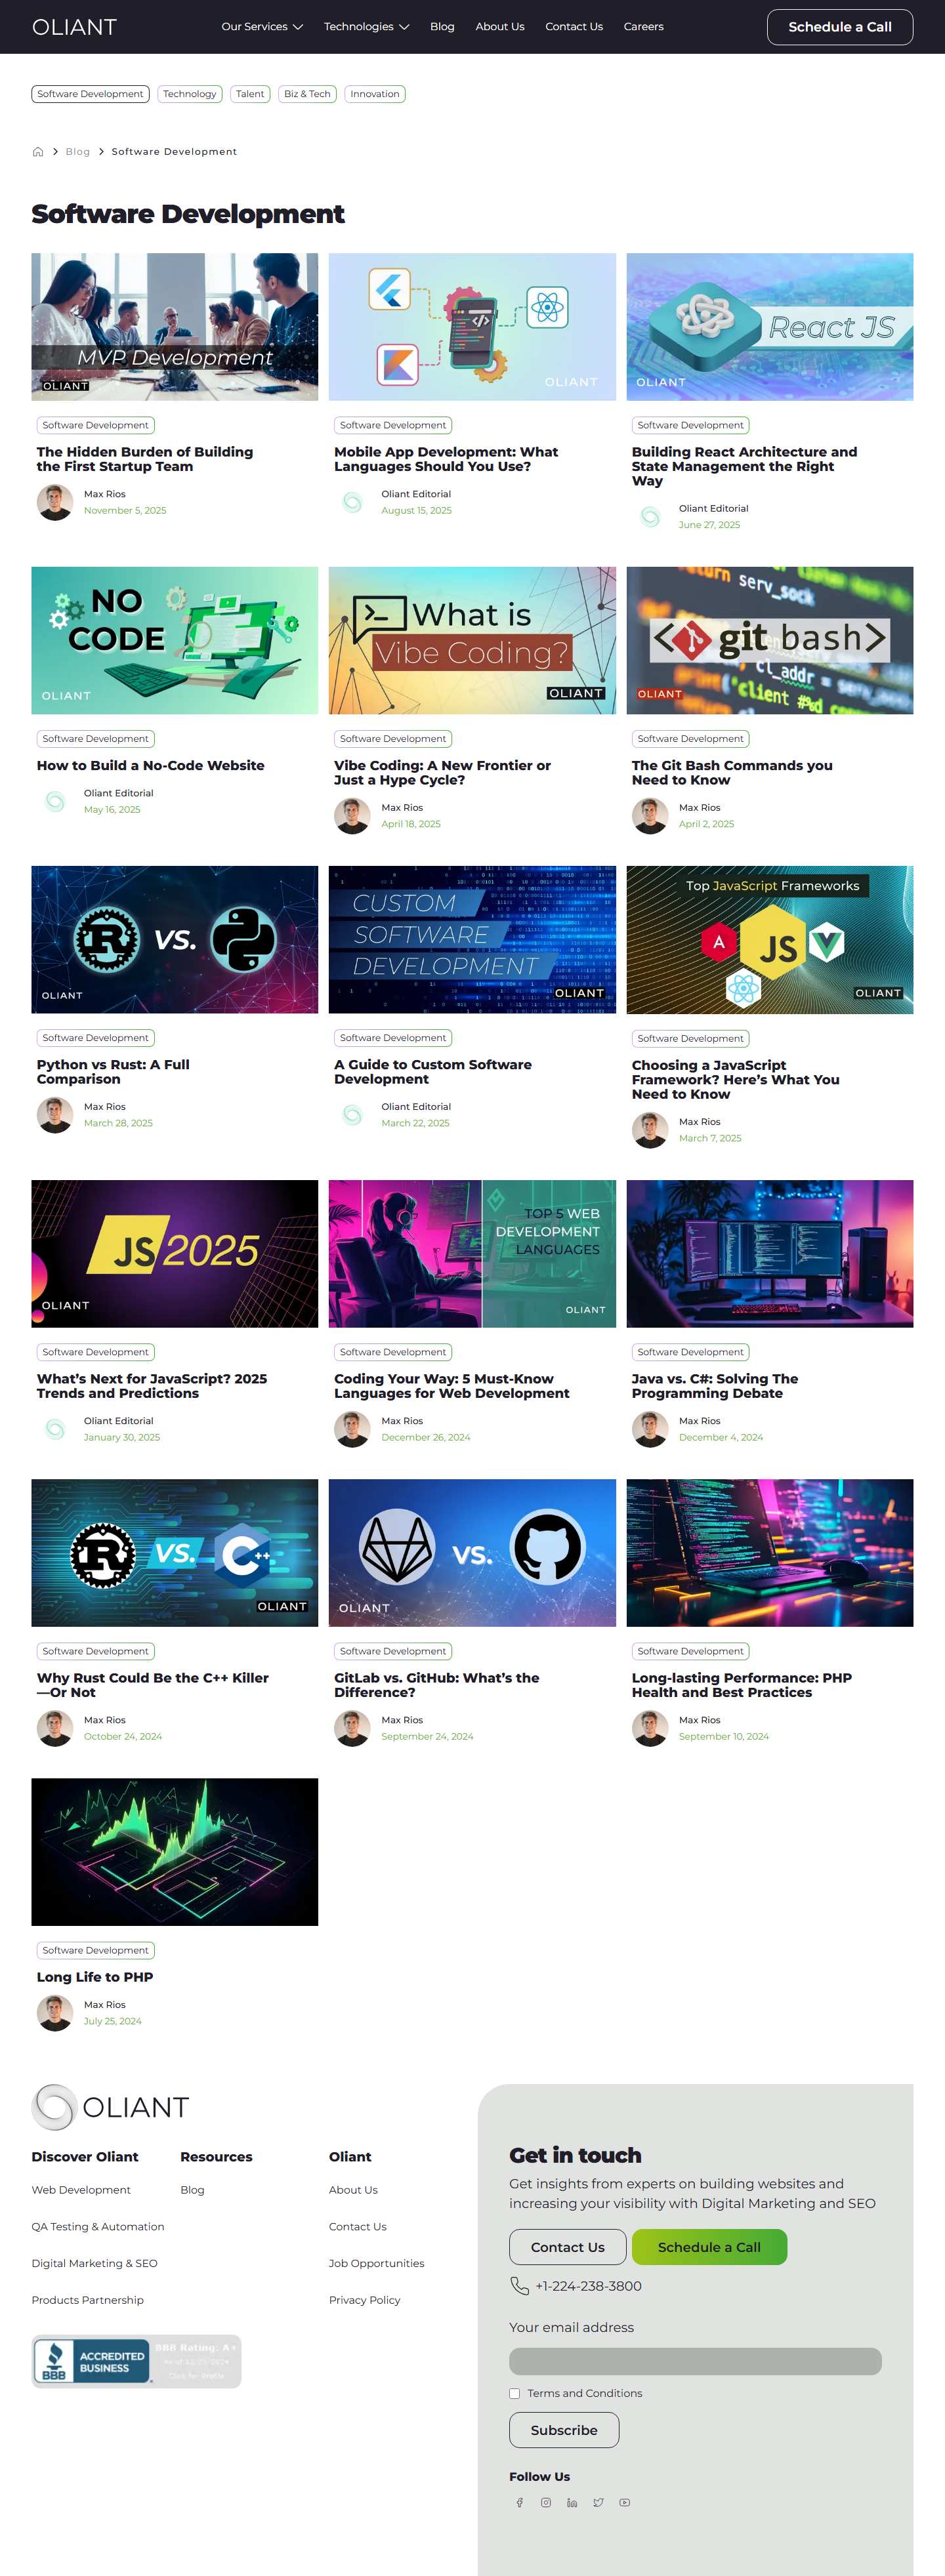 OLIANT
Our Services
Technologies
Blog
About Us
Contact Us
Careers
Schedule a Call
Software Development
Technology
Talent
Biz & Tech
Innovation
Blog
Software Development
Software Development
MVP Development
OLIANT
OLIANT
React JS
OLIANT
Software Development
The Hidden Burden of Building
the First Startup Team
Max Rios
November 5, 2025
Software Development
Mobile App Development: What
Languages Should You Use?
Oliant Editorial
August 15, 2025
Software Development
Building React Architecture and
State Management the Right
Way
Oliant Editorial
June 27, 2025
NO
CODE
OLIANT
What is
Vibe Coding?
OLIANT
serv_sock
<git bash>
cl_addr
OLIANT
'client #%d
Software Development
How to Build a No-Code Website
Oliant Editorial
May 16, 2025
Software Development
Vibe Coding: A New Frontier or
Just a Hype Cycle?
Max Rios
April 18, 2025
Software Development
The Git Bash Commands you
Need to Know
Max Rios
April 2, 2025
R
VS.
OLIANT
CUSTOM
SOFTWARE
DEVELOPMENT
OLIANT
Top JavaScript Frameworks
A
JS
OLIANT
Software Development
Python vs Rust: A Full
Comparison
Max Rios
March 28, 2025
Software Development
A Guide to Custom Software
Development
Oliant Editorial
March 22, 2025
Software Development
Choosing a JavaScript
Framework? Here’s What You
Need to Know
Max Rios
March 7, 2025
JS 2025
OLIANT
TOP 5 WEB
DEVELOPMENT
LANGUAGES
OLIANT
Software Development
What’s Next for JavaScript? 2025
Trends and Predictions
Oliant Editorial
January 30, 2025
Software Development
Coding Your Way: 5 Must-Know
Languages for Web Development
Max Rios
December 26, 2024
Software Development
Java vs. C#: Solving The
Programming Debate
Max Rios
December 4, 2024
R
VS.
C++
OLIANT
VS.
OLIANT
Software Development
Why Rust Could Be the C++ Killer
—Or Not
Max Rios
October 24, 2024
Software Development
GitLab vs. GitHub: What’s the
Difference?
Max Rios
September 24, 2024
Software Development
Long-lasting Performance: PHP
Health and Best Practices
Max Rios
September 10, 2024
Software Development
Long Life to PHP
Max Rios
July 25, 2024
OLIANT
Discover Oliant
Web Development
QA Testing & Automation
Digital Marketing & SEO
Products Partnership
Resources
Blog
Oliant
About Us
Contact Us
Job Opportunities
Privacy Policy
BBB
ACCREDITED
BUSINESS
BBB Rating: A+
Get in touch
Get insights from experts on building websites and
increasing your visibility with Digital Marketing and SEO
Contact Us
Schedule a Call
+1-224-238-3800
Your email address
Terms and Conditions
Subscribe
Follow Us